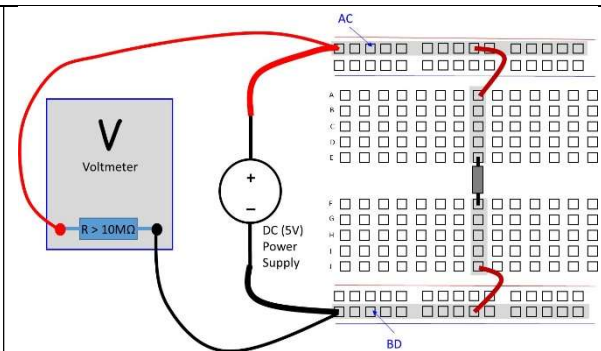 AC
A
B
C
D
E
V
Voltmeter
R > 10MΩ
+
−
DC (5V)
Power
Supply
F
G
H
I
J
BD